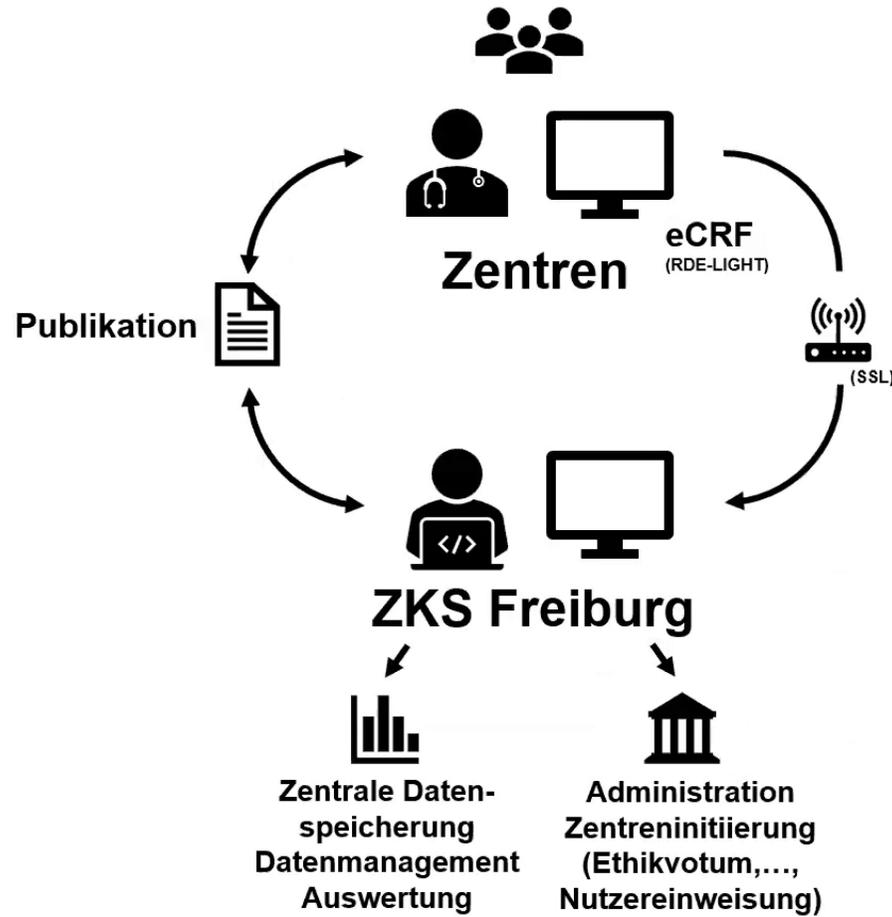 Zentren
eCRF
(RDE-LIGHT)
Publikation
(SSL)
</>
ZKS Freiburg
Zentrale Daten-
speicherung
Datenmanagement
Auswertung
Administration
Zentreninitiierung
(Ethikvotum,...,
Nutzereinweisung)